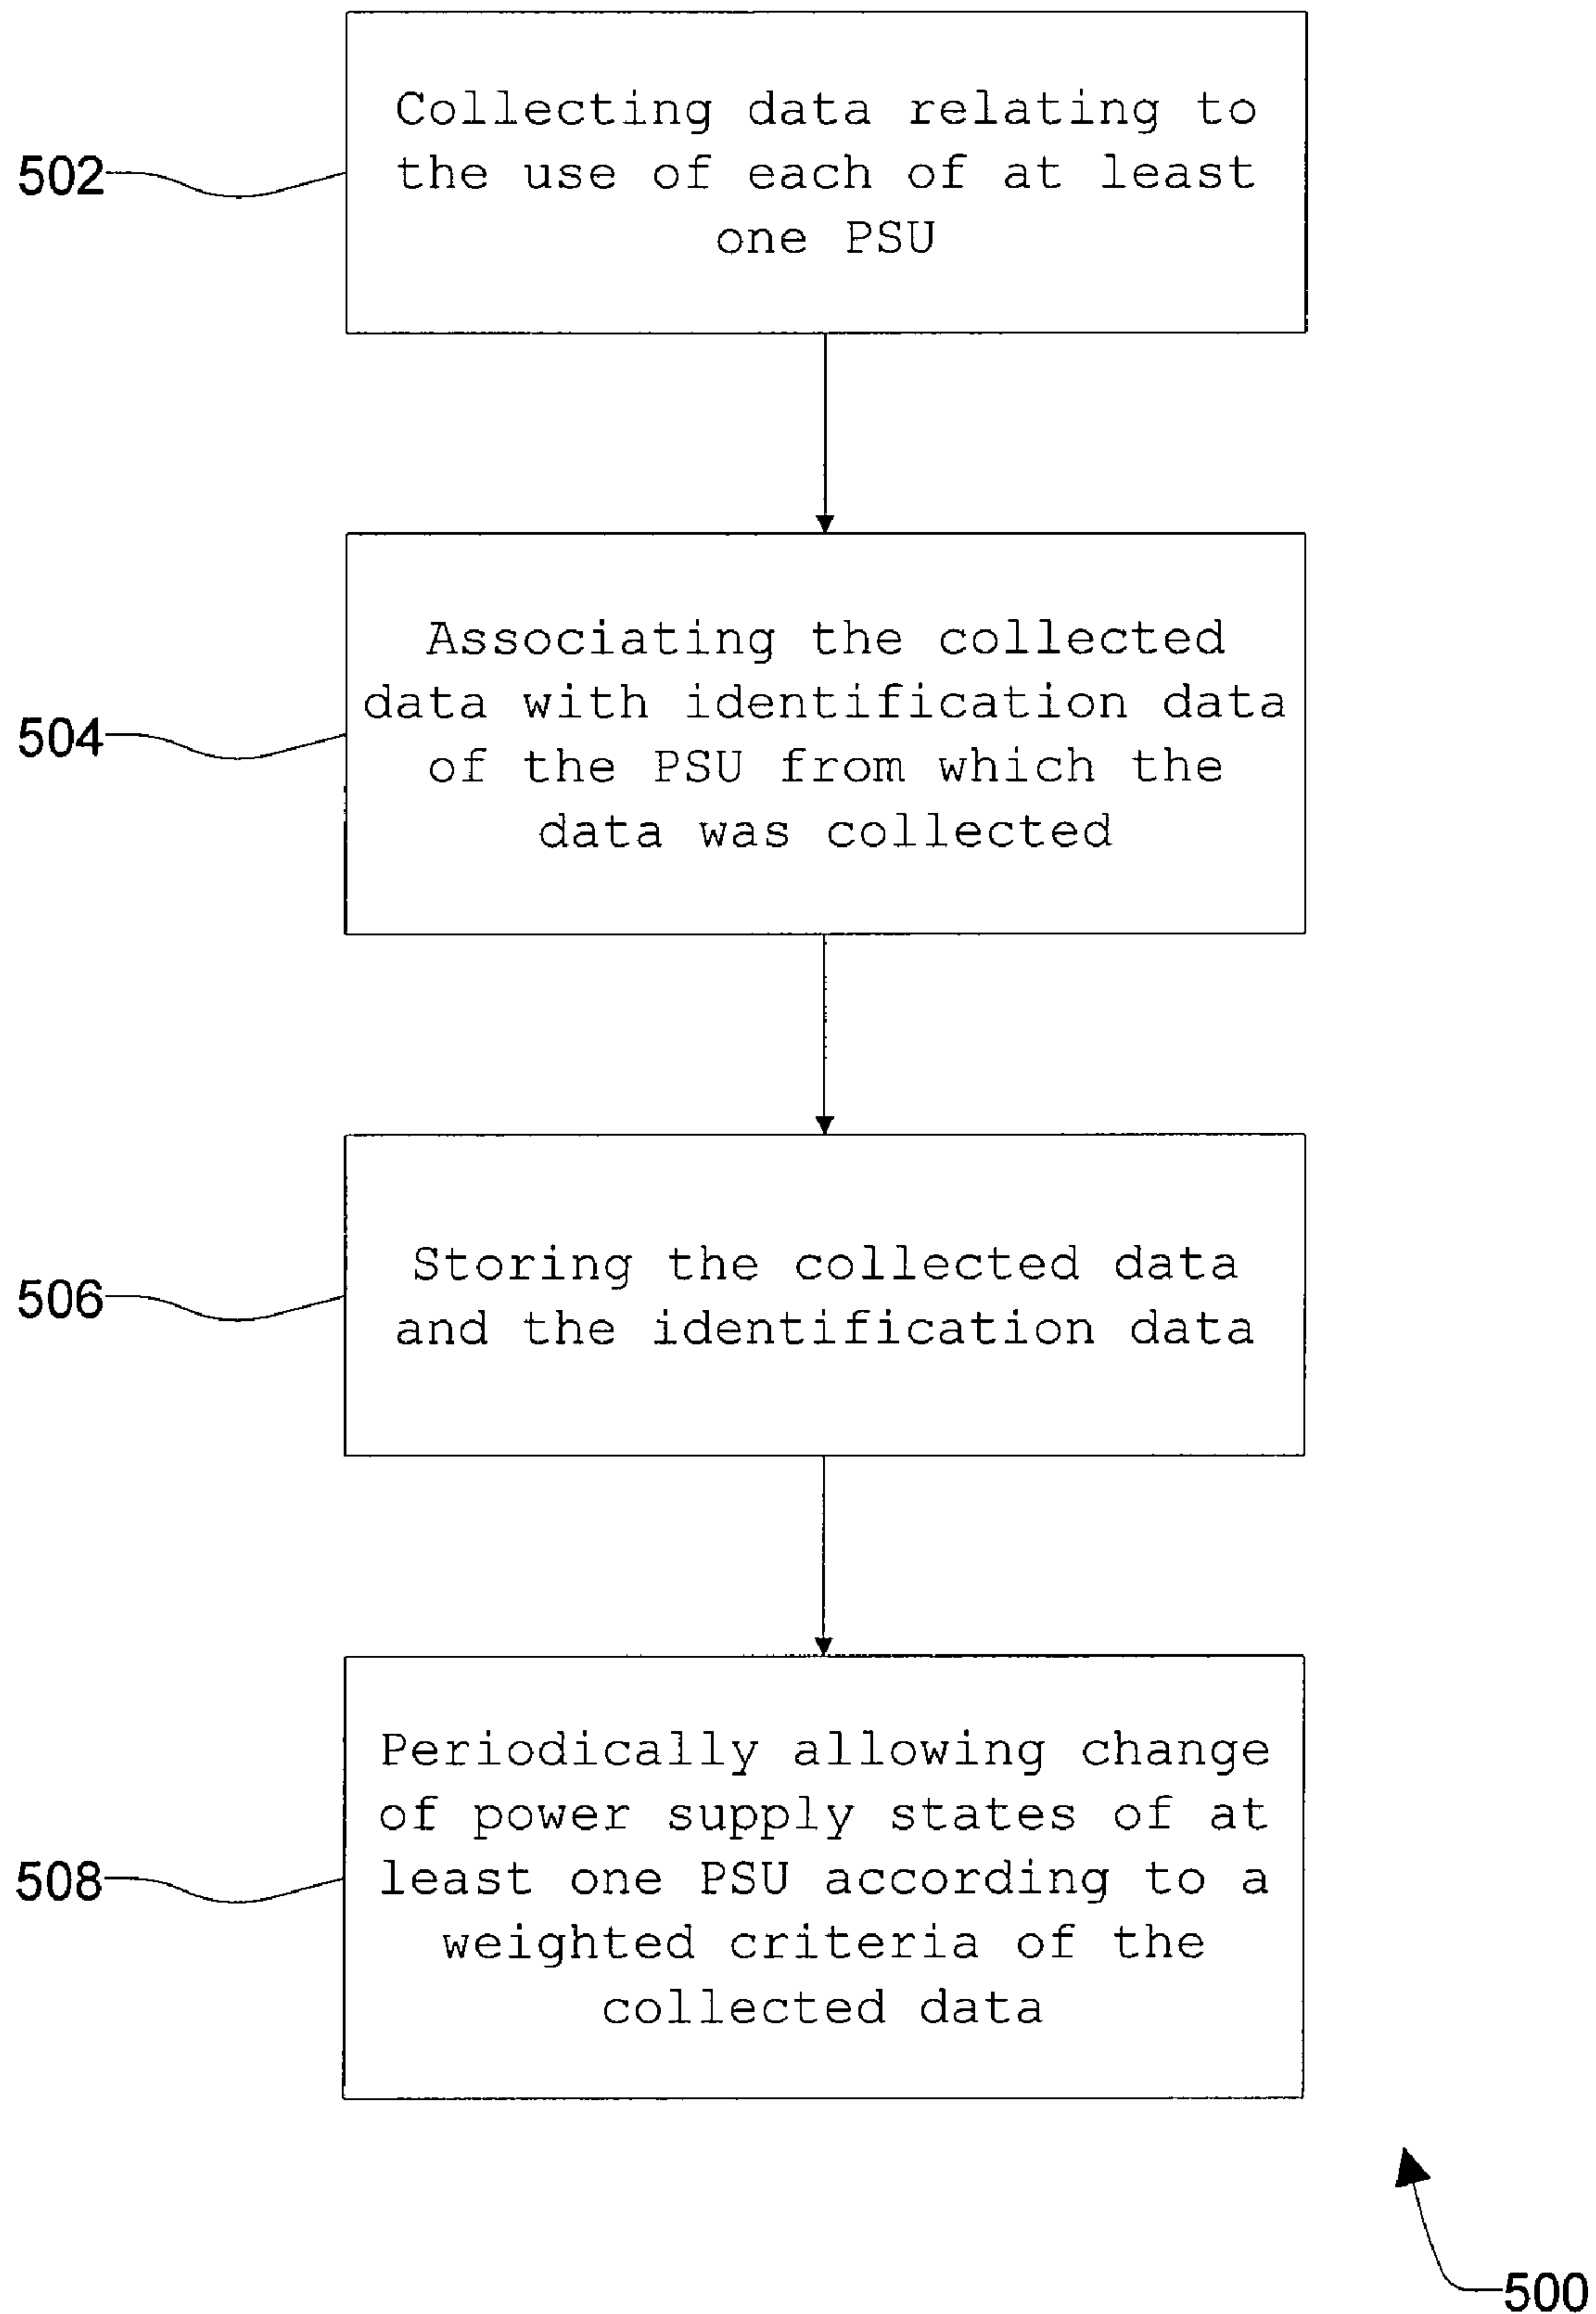 Collecting data relating to
502
the use of each of at least
one PSU
Associating the collected
data with identification data
504
of the PSU from which the
data was collected
Storing the collected data
506
and the identification data
Periodically allowing change
of power supply states of at
508
least one PSU according to a
weighted criteria of the
collected data
500